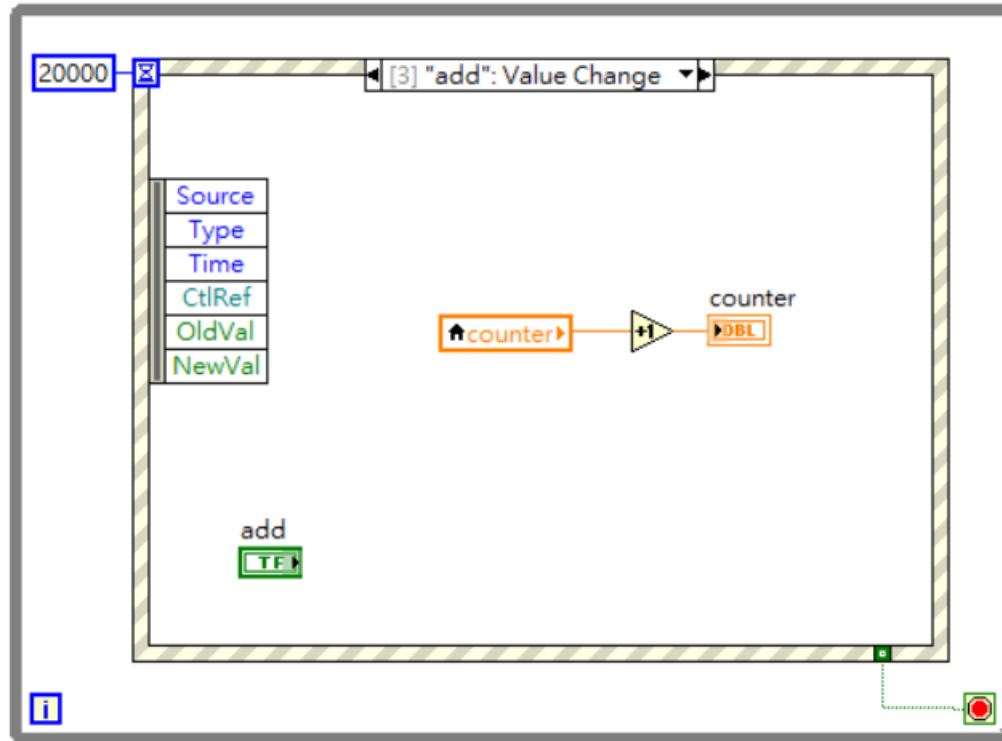 20000
[3] "add": Value Change
Source
Type
Time
CtlRef
OldVal
NewVal
counter
counter
+1
DBL
add
TF
i